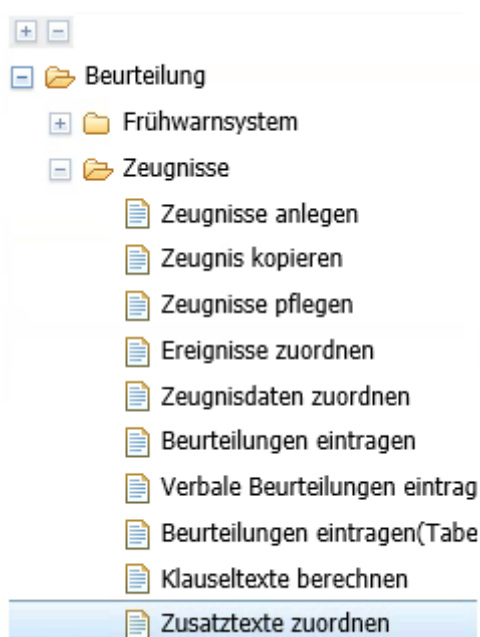 Beurteilung
Frühwarnsystem
Zeugnisse
Zeugnisse anlegen
Zeugnis kopieren
Zeugnisse pflegen
Ereignisse zuordnen
Zeugnisdaten zuordnen
Beurteilungen eintragen
Verbale Beurteilungen eintrag
Beurteilungen eintragen(Tabe
Klauseltexte berechnen
Zusatztexte zuordnen